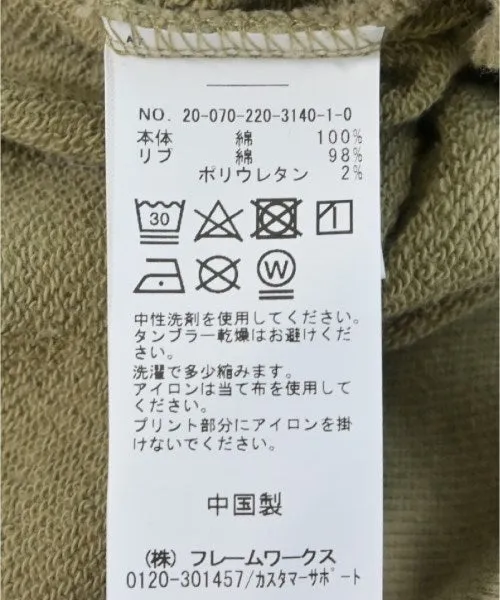 NO. 20-070-220-3140-1-0
本体 綿 100%
リブ 綿 98%
ポリウレタン 2%
30
W
中性洗剤を使用してください。
タンブラー乾燥はお避けくだ
さい。
洗濯で多少縮みます。
アイロンは当て布を使用して
ください。
プリント部分にアイロンを掛
けないでください。
中国製
(株) フレームワークス
0120-301457/カスタマーサポート